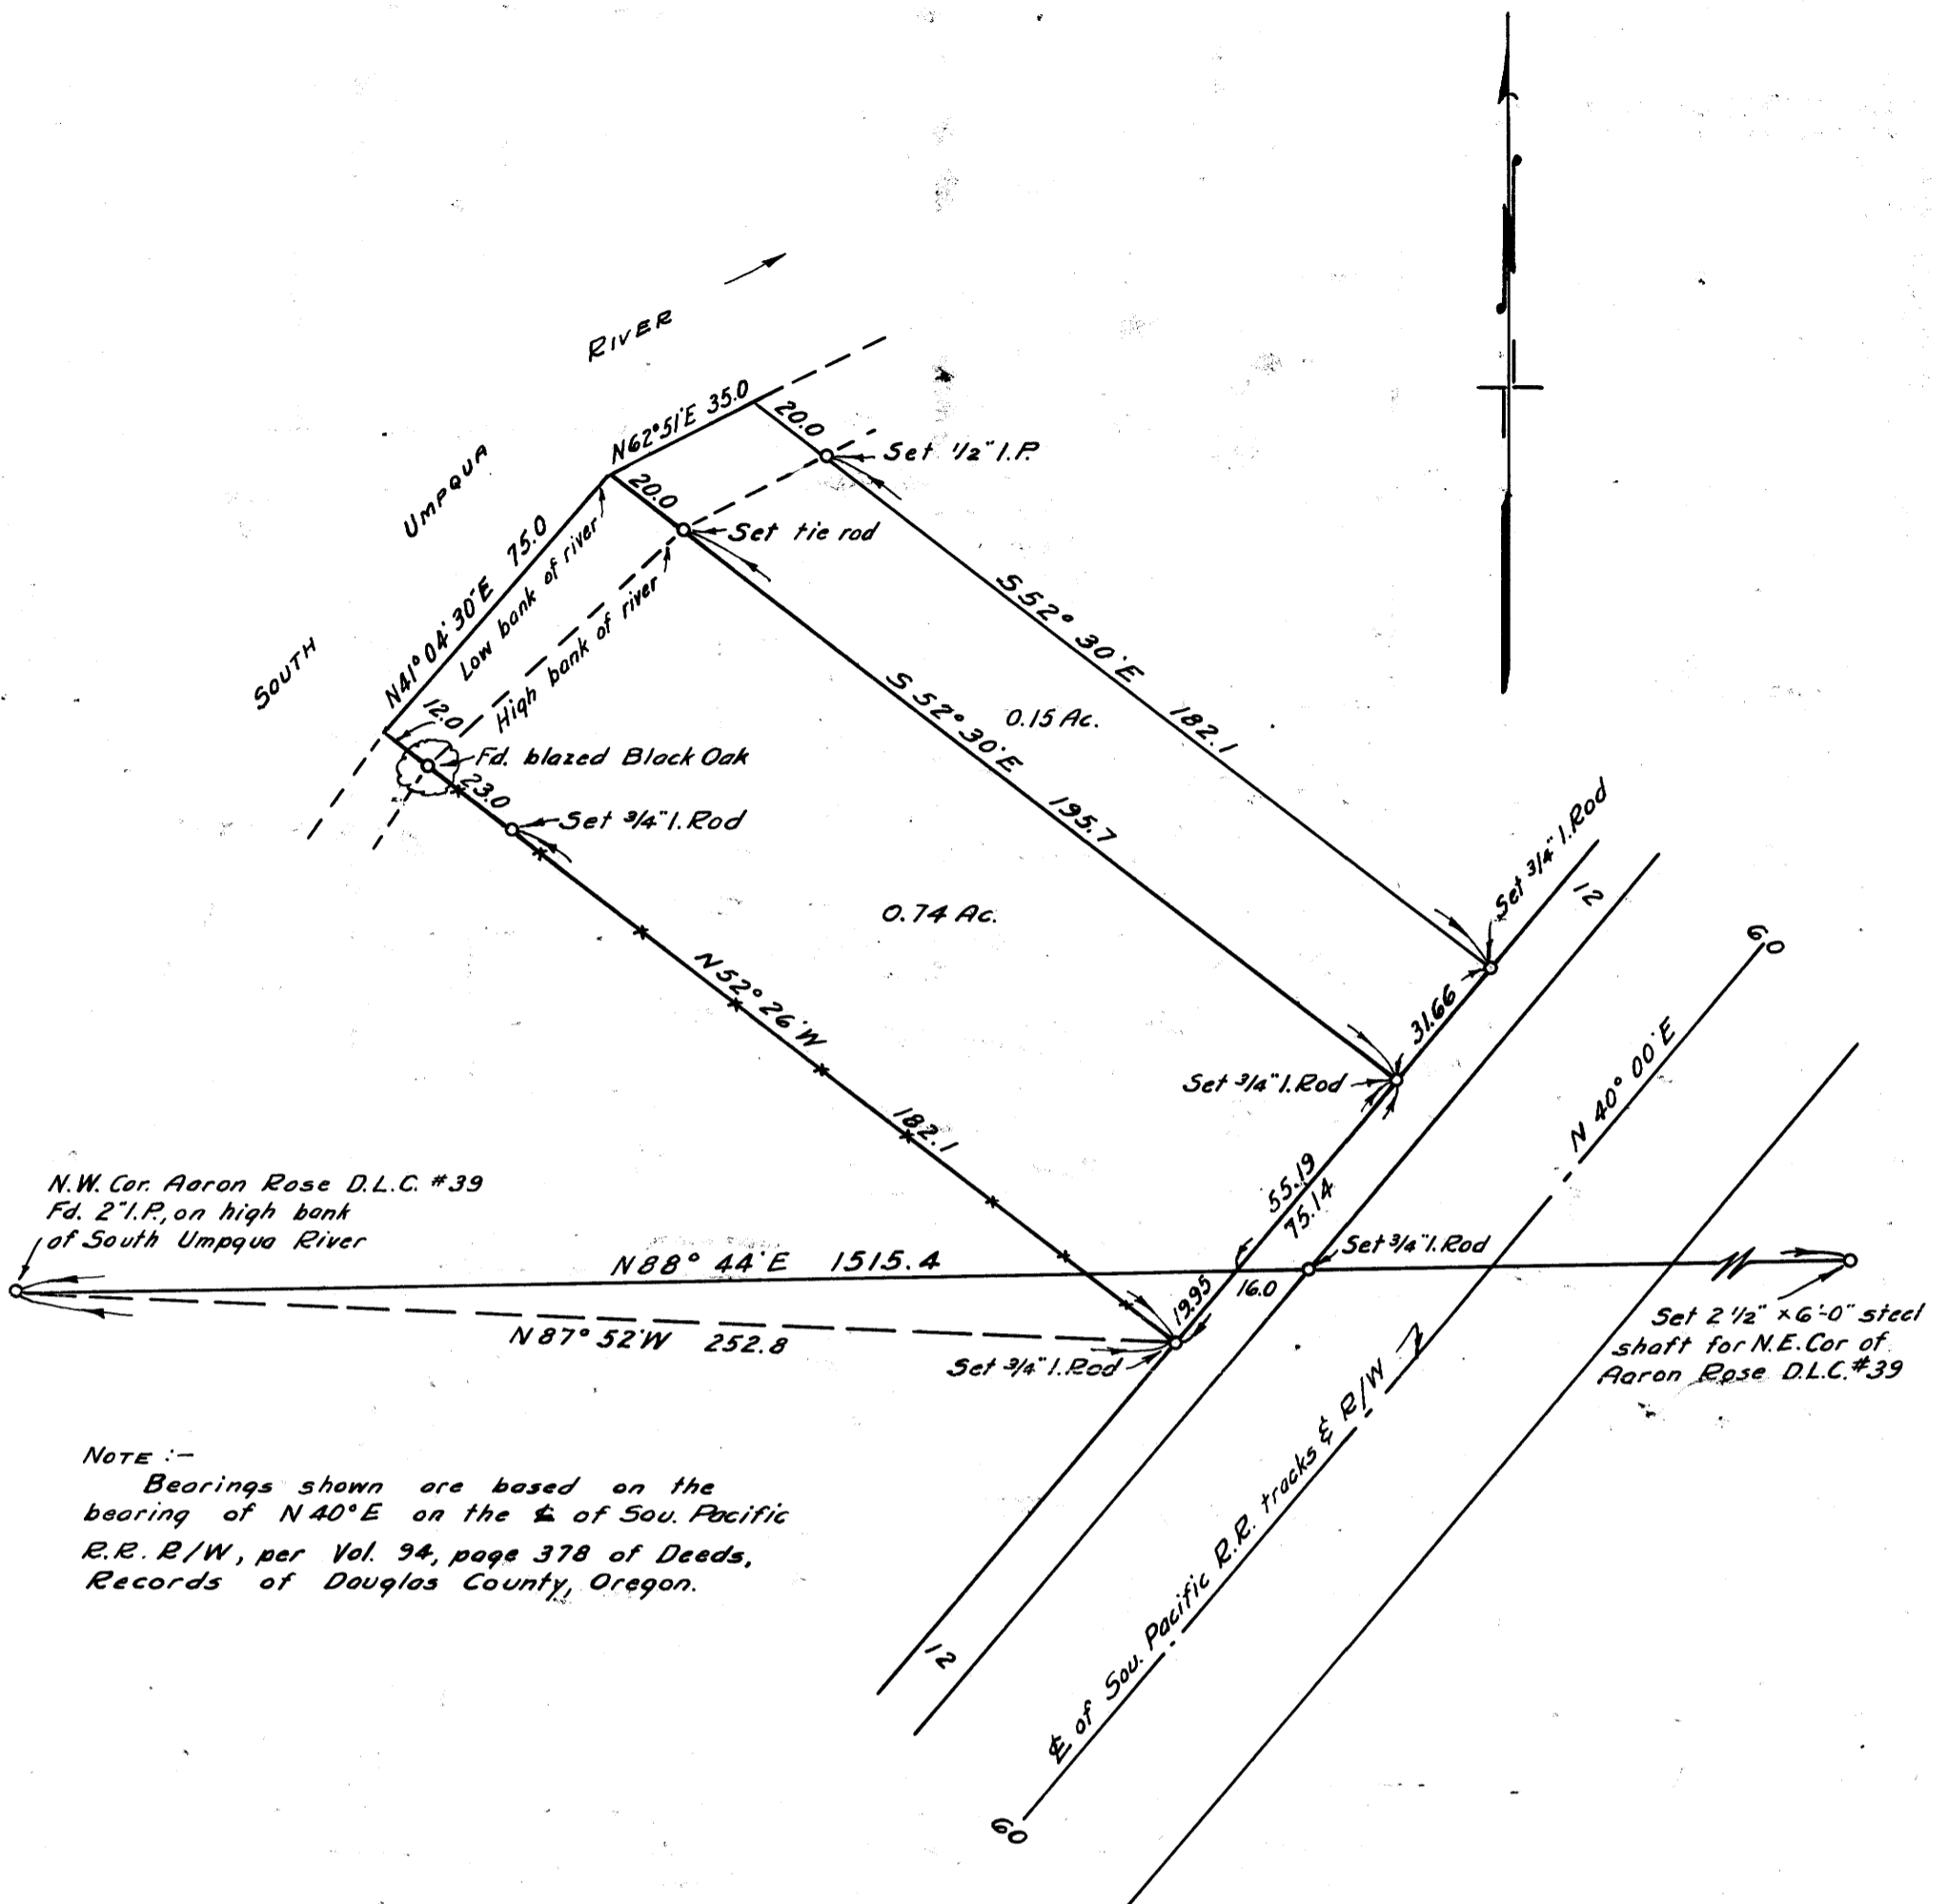 RIVER
UMPQUA
SOUTH
N62°51'E 35.0
20.0
Set 1/2" I.P.
20.0
Set tie rod
N41°04'30"E 75.0
Low bank of river
High bank of river
12.0
Fd. blazed Black Oak
23.0
Set 3/4" I. Rod
S 52° 30' E
182.1
0.15 Ac.
S 52° 30' E
195.7
0.74 Ac.
N 52° 26' W
182.1
Set 3/4" I. Rod
12
60
31.66
N 40° 00' E
Set 3/4" I. Rod
55.19
75.14
N.W. Cor. Aaron Rose D.L.C. #39
Fd. 2" I.P., on high bank
of South Umpqua River
N 88° 44' E 1515.4
Set 3/4" I. Rod
19.95
16.0
N 87° 52' W 252.8
Set 3/4" I. Rod
Set 2 1/2" x 6'-0" steel
shaft for N.E. Cor of
Aaron Rose D.L.C. #39
NOTE :-
Bearings shown are based on the
bearing of N 40° E on the ℄ of Sou. Pacific
R.R. R/W, per Vol. 94, page 378 of Deeds,
Records of Douglas County, Oregon.
12
℄ of Sou. Pacific R.R. tracks & R/W
60